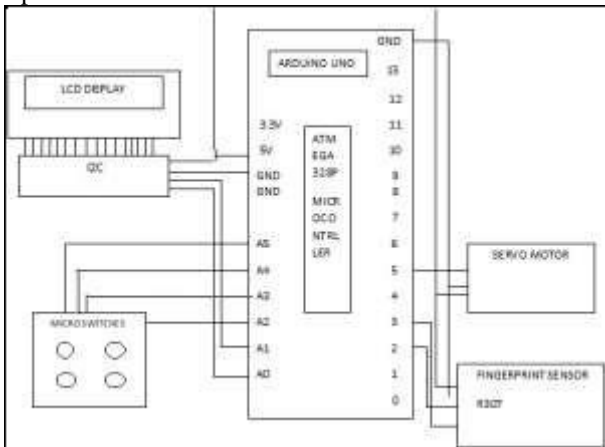 GND
ARDUINO UNO
13
LCD DISPLAY
12
3.3V
11
ATM
5V
10
EGA
I2C
328P
GND
9
GND
8
MICR
OCO
7
NTRL
LER
A5
6
SERVO MOTOR
A4
5
A3
4
MICROSWITCHES
A2
3
A1
2
FINGERPRINT SENSOR
A0
1
R307
0